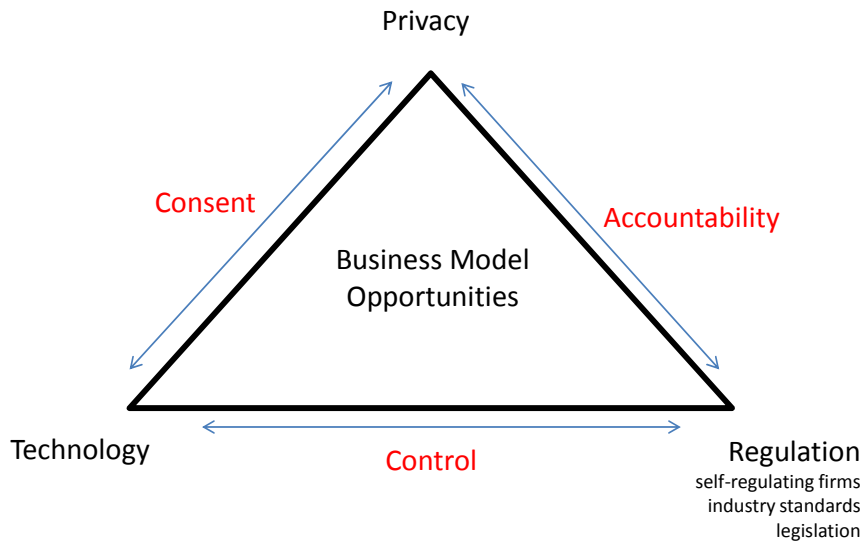 Privacy
Consent
Accountability
Business Model
Opportunities
Technology
Control
Regulation
self-regulating firms
industry standards
legislation